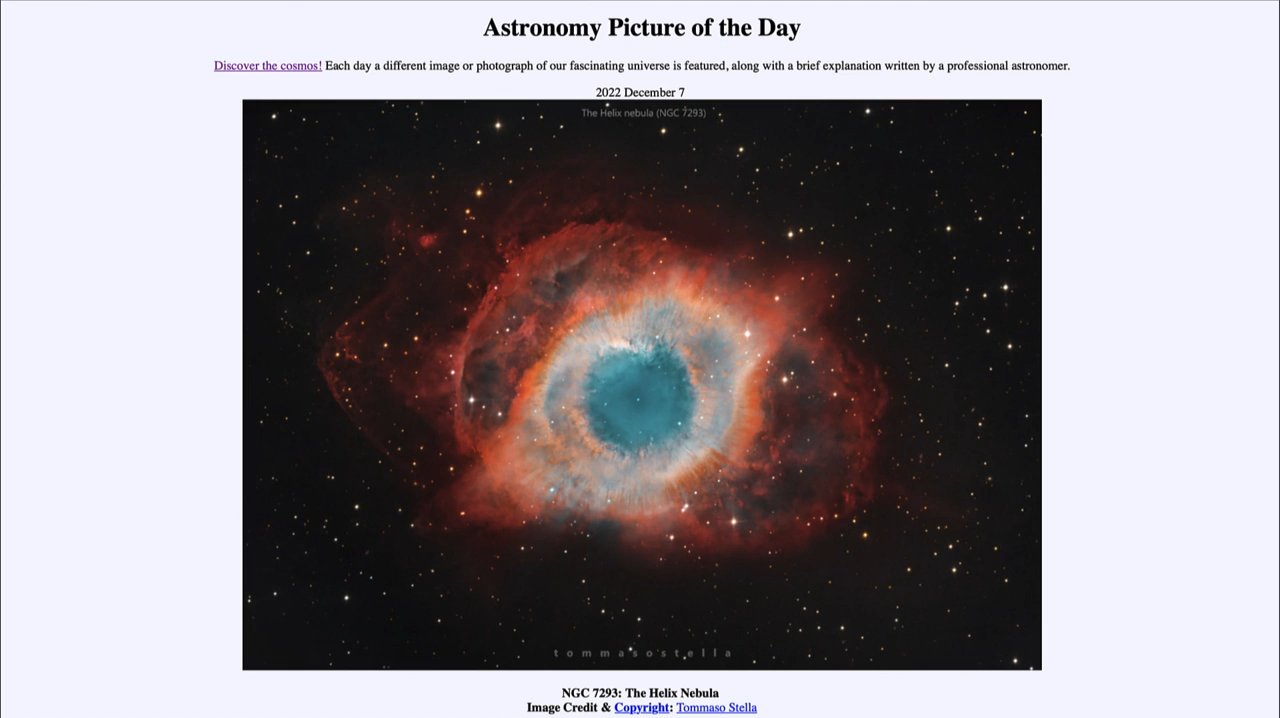 Astronomy Picture of the Day
Discover the cosmos! Each day a different image or photograph of our fascinating universe is featured, along with a brief explanation written by a professional astronomer.
2022 December 7
The Helix nebula (NGC 7293)
tommaso stella
NGC 7293: The Helix Nebula
Image Credit & Copyright: Tommaso Stella